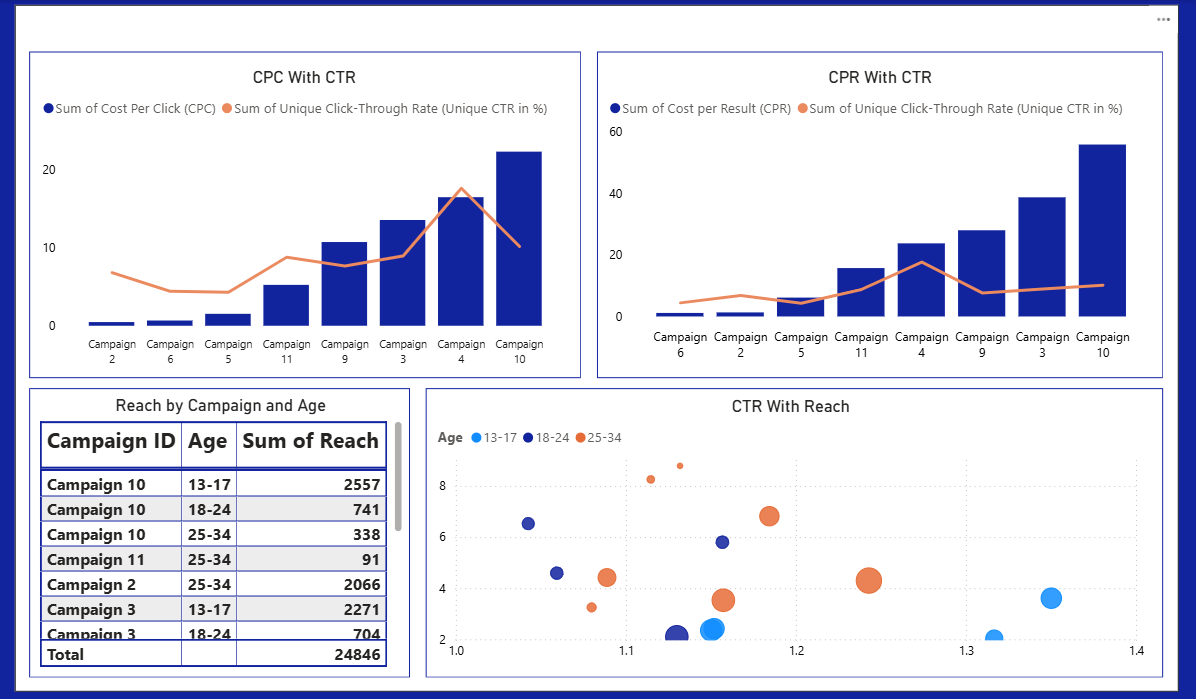 CPC With CTR
Sum of Cost Per Click (CPC) Sum of Unique Click-Through Rate (Unique CTR in %)
20
10
0
Campaign 2 Campaign 6 Campaign 5 Campaign 11 Campaign 9 Campaign 3 Campaign 4 Campaign 10
CPR With CTR
Sum of Cost per Result (CPR) Sum of Unique Click-Through Rate (Unique CTR in %)
60
40
20
0
Campaign 6 Campaign 2 Campaign 5 Campaign 11 Campaign 4 Campaign 9 Campaign 3 Campaign 10
Reach by Campaign and Age
Campaign ID Age Sum of Reach
Campaign 10 13-17 2557
Campaign 10 18-24 741
Campaign 10 25-34 338
Campaign 11 25-34 91
Campaign 2 25-34 2066
Campaign 3 13-17 2271
Campaign 3 18-24 704
Total 24846
CTR With Reach
Age 13-17 18-24 25-34
8
6
4
2
1.0 1.1 1.2 1.3 1.4